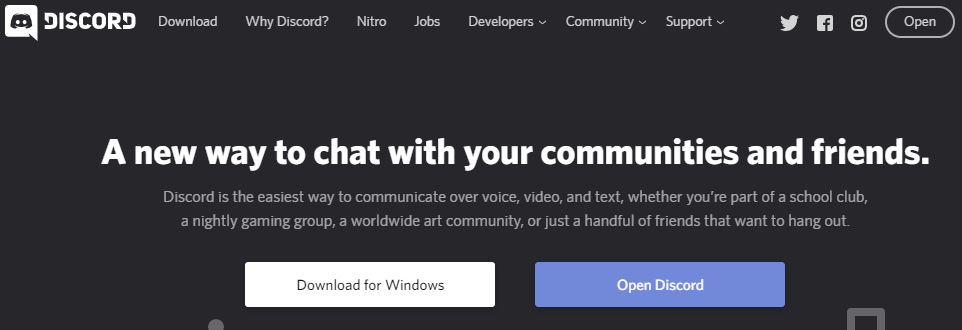 DISCORD Download Why Discord? Nitro Jobs Developers Community Support Open
A new way to chat with your communities and friends.
Discord is the easiest way to communicate over voice, video, and text, whether you're part of a school club,
a nightly gaming group, a worldwide art community, or just a handful of friends that want to hang out.
Download for Windows Open Discord